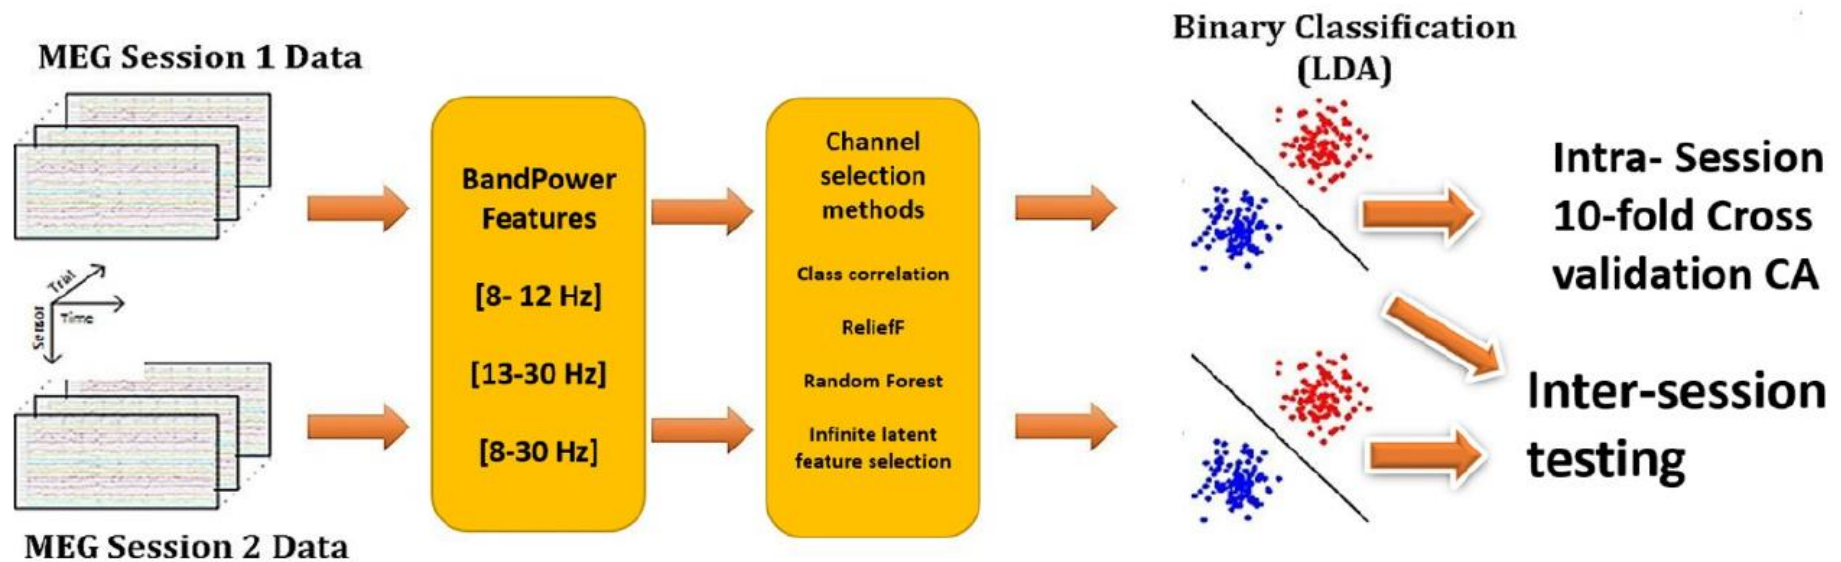 MEG Session 1 Data
Trial
Time
Sensor
MEG Session 2 Data
BandPower
Features
[8- 12 Hz]
[13-30 Hz]
[8-30 Hz]
Channel
selection
methods
Class correlation
ReliefF
Random Forest
Infinite latent
feature selection
Binary Classification
(LDA)
Intra- Session
10-fold Cross
validation CA
Inter-session
testing